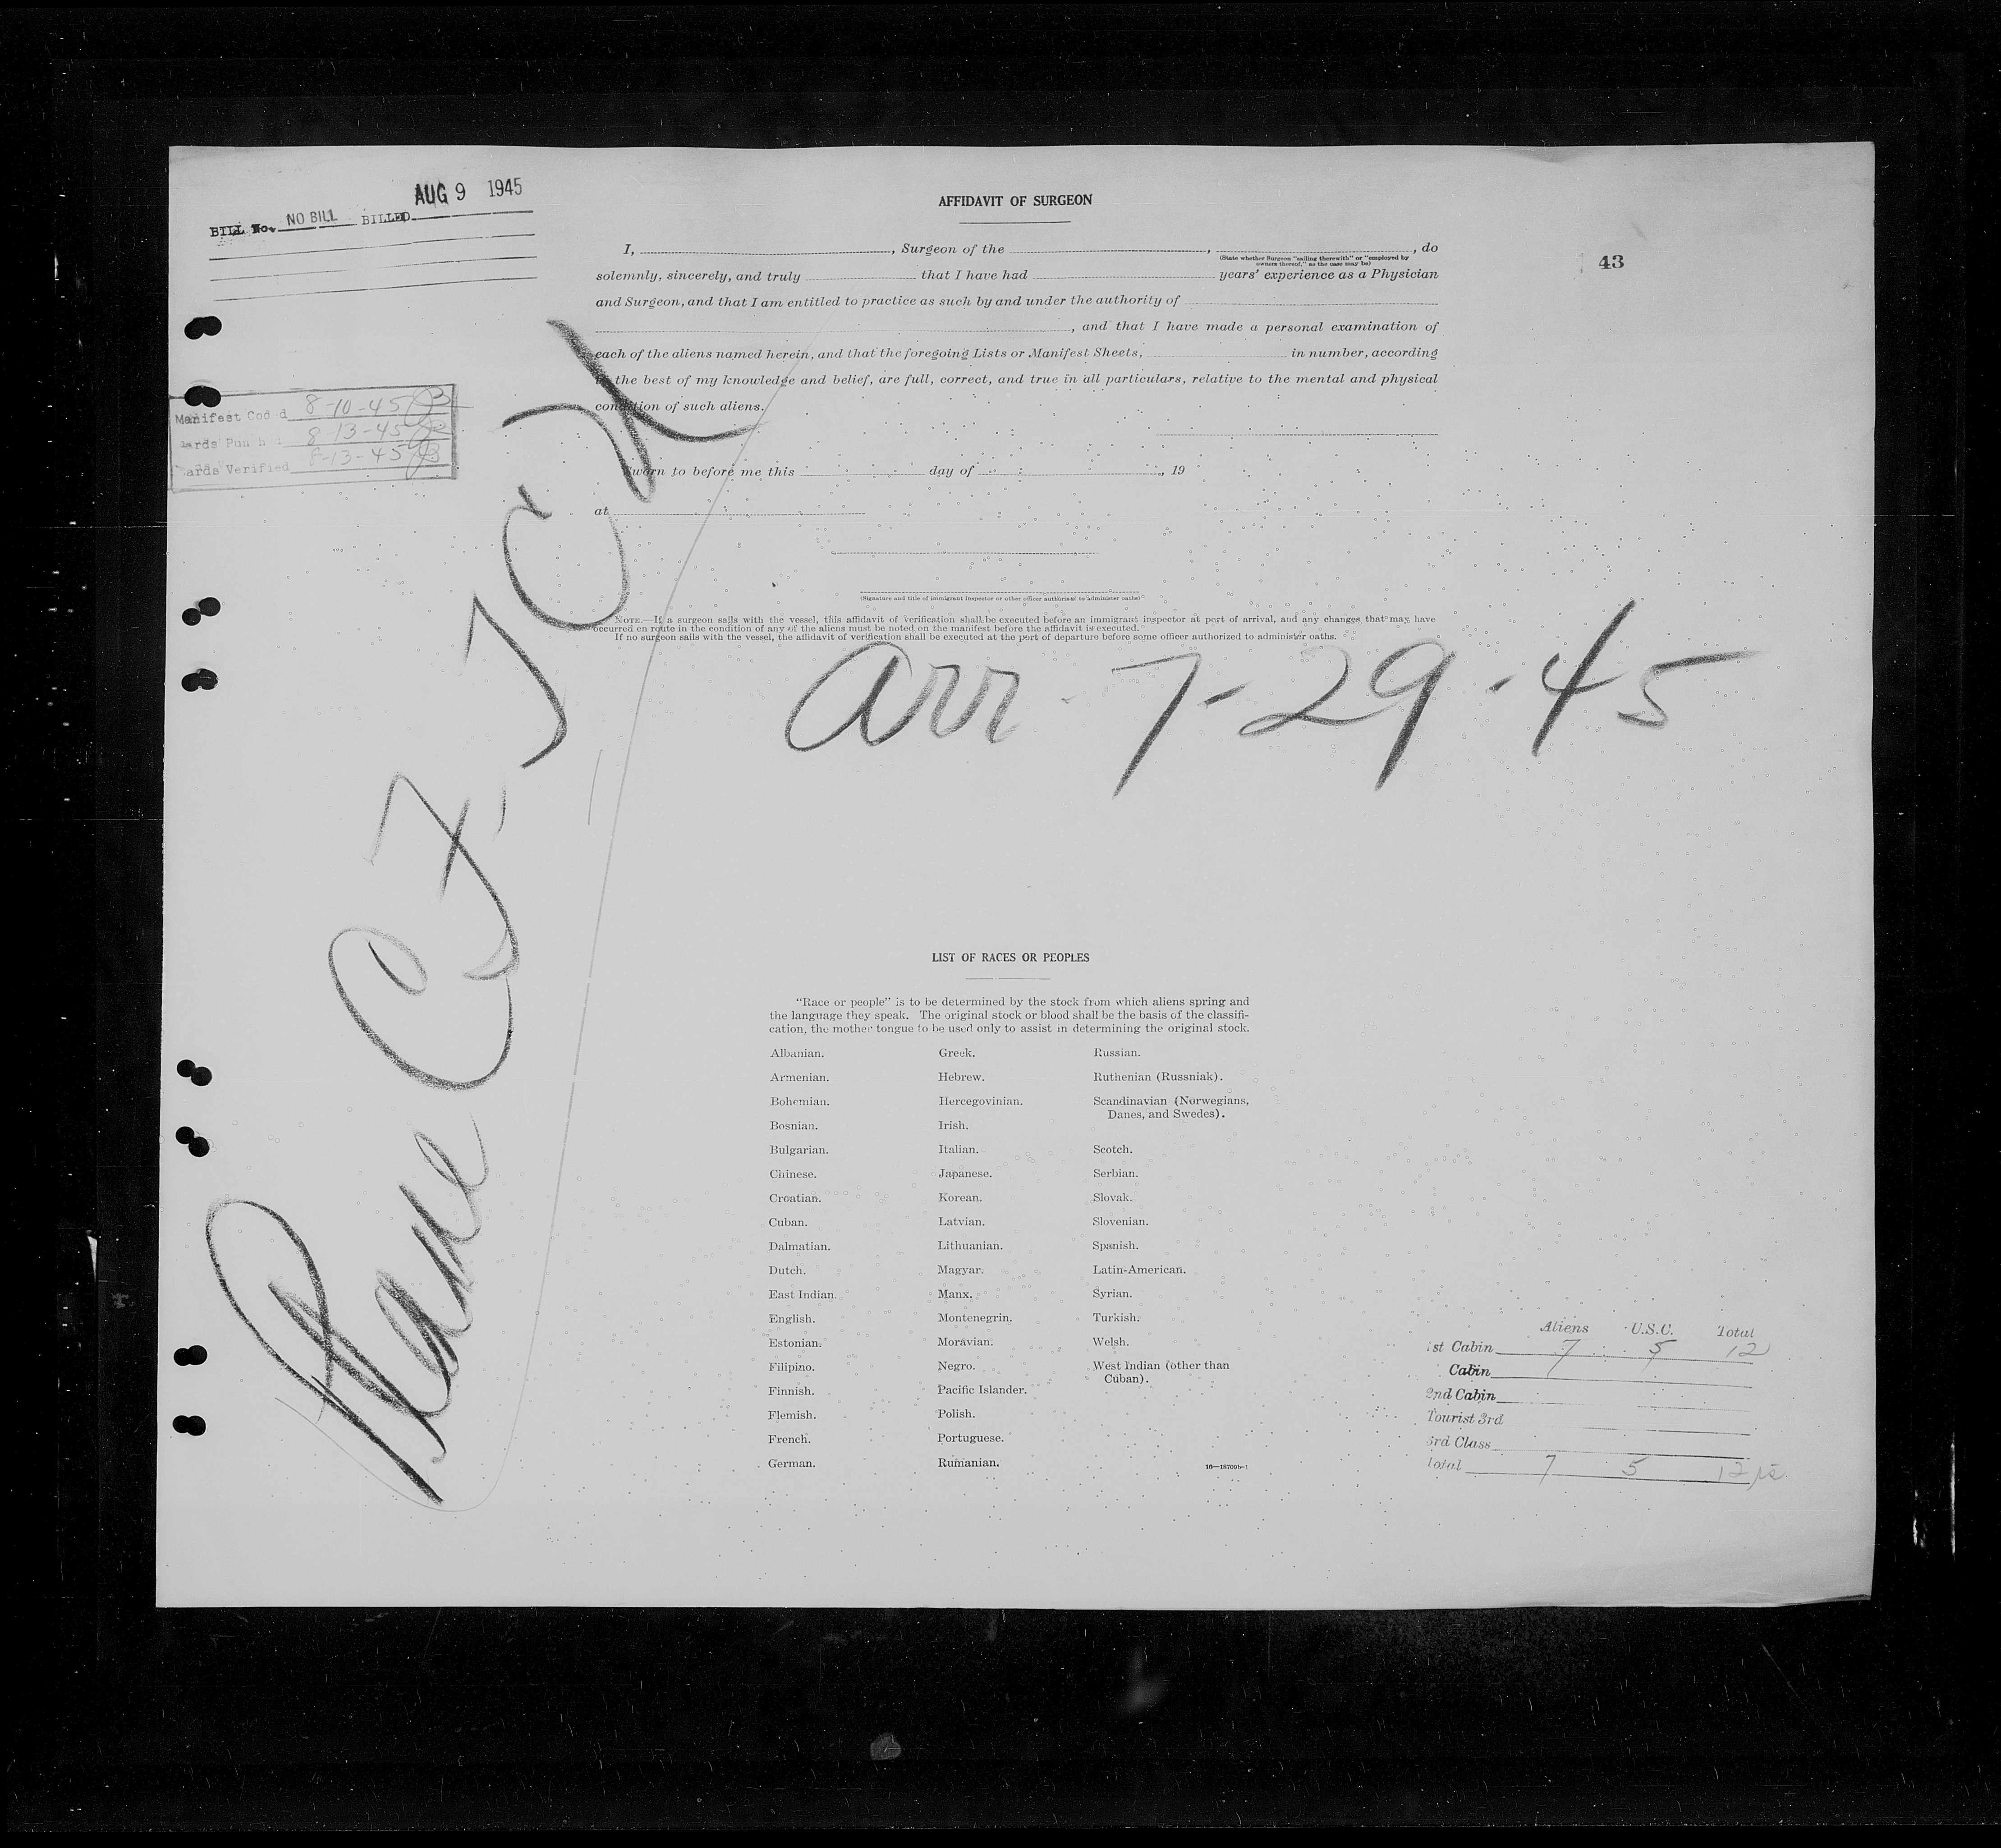 AUG 9 1945
BILL No. NO BILL BILLED
AFFIDAVIT OF SURGEON
43
I, , Surgeon of the , , do
(State whether Surgeon "sailing therewith" or "employed by
owners thereof," as the case may be)
solemnly, sincerely, and truly that I have had years' experience as a Physician
and Surgeon, and that I am entitled to practice as such by and under the authority of
, and that I have made a personal examination of
each of the aliens named herein, and that the foregoing Lists or Manifest Sheets, in number, according
the best of my knowledge and belief, are full, correct, and true in all particulars, relative to the mental and physical
condition of such aliens.
Manifest Coded 8-10-45
ards Punched 8-13-45
ards Verified 8-13-45
Sworn to before me this day of , 19
at
(Signature and title of immigrant inspector or other officer authorized to administer oaths)
NOTE.—If a surgeon sails with the vessel, this affidavit of verification shall be executed before an immigrant inspector at port of arrival, and any changes that may have
occurred en route in the condition of any of the aliens must be noted on the manifest before the affidavit is executed.
If no surgeon sails with the vessel, the affidavit of verification shall be executed at the port of departure before some officer authorized to administer oaths.
Plane CF-
arr - 7-29-45
LIST OF RACES OR PEOPLES
"Race or people" is to be determined by the stock from which aliens spring and
the language they speak. The original stock or blood shall be the basis of the classifi-
cation, the mother tongue to be used only to assist in determining the original stock.
Albanian.
Armenian.
Bohemian.
Bosnian.
Bulgarian.
Chinese.
Croatian.
Cuban.
Dalmatian.
Dutch.
East Indian.
English.
Estonian.
Filipino.
Finnish.
Flemish.
French.
German.
Greek.
Hebrew.
Hercegovinian.
Irish.
Italian.
Japanese.
Korean.
Latvian.
Lithuanian.
Magyar.
Manx.
Montenegrin.
Moravian.
Negro.
Pacific Islander.
Polish.
Portuguese.
Rumanian.
Russian.
Ruthenian (Russniak).
Scandinavian (Norwegians,
Danes, and Swedes).
Scotch.
Serbian.
Slovak.
Slovenian.
Spanish.
Latin-American.
Syrian.
Turkish.
Welsh.
West Indian (other than
Cuban).
16—18709b-1
Aliens U.S.C. Total
1st Cabin 7 5 12
Cabin
2nd Cabin
Tourist 3rd
3rd Class
Total 7 5 12